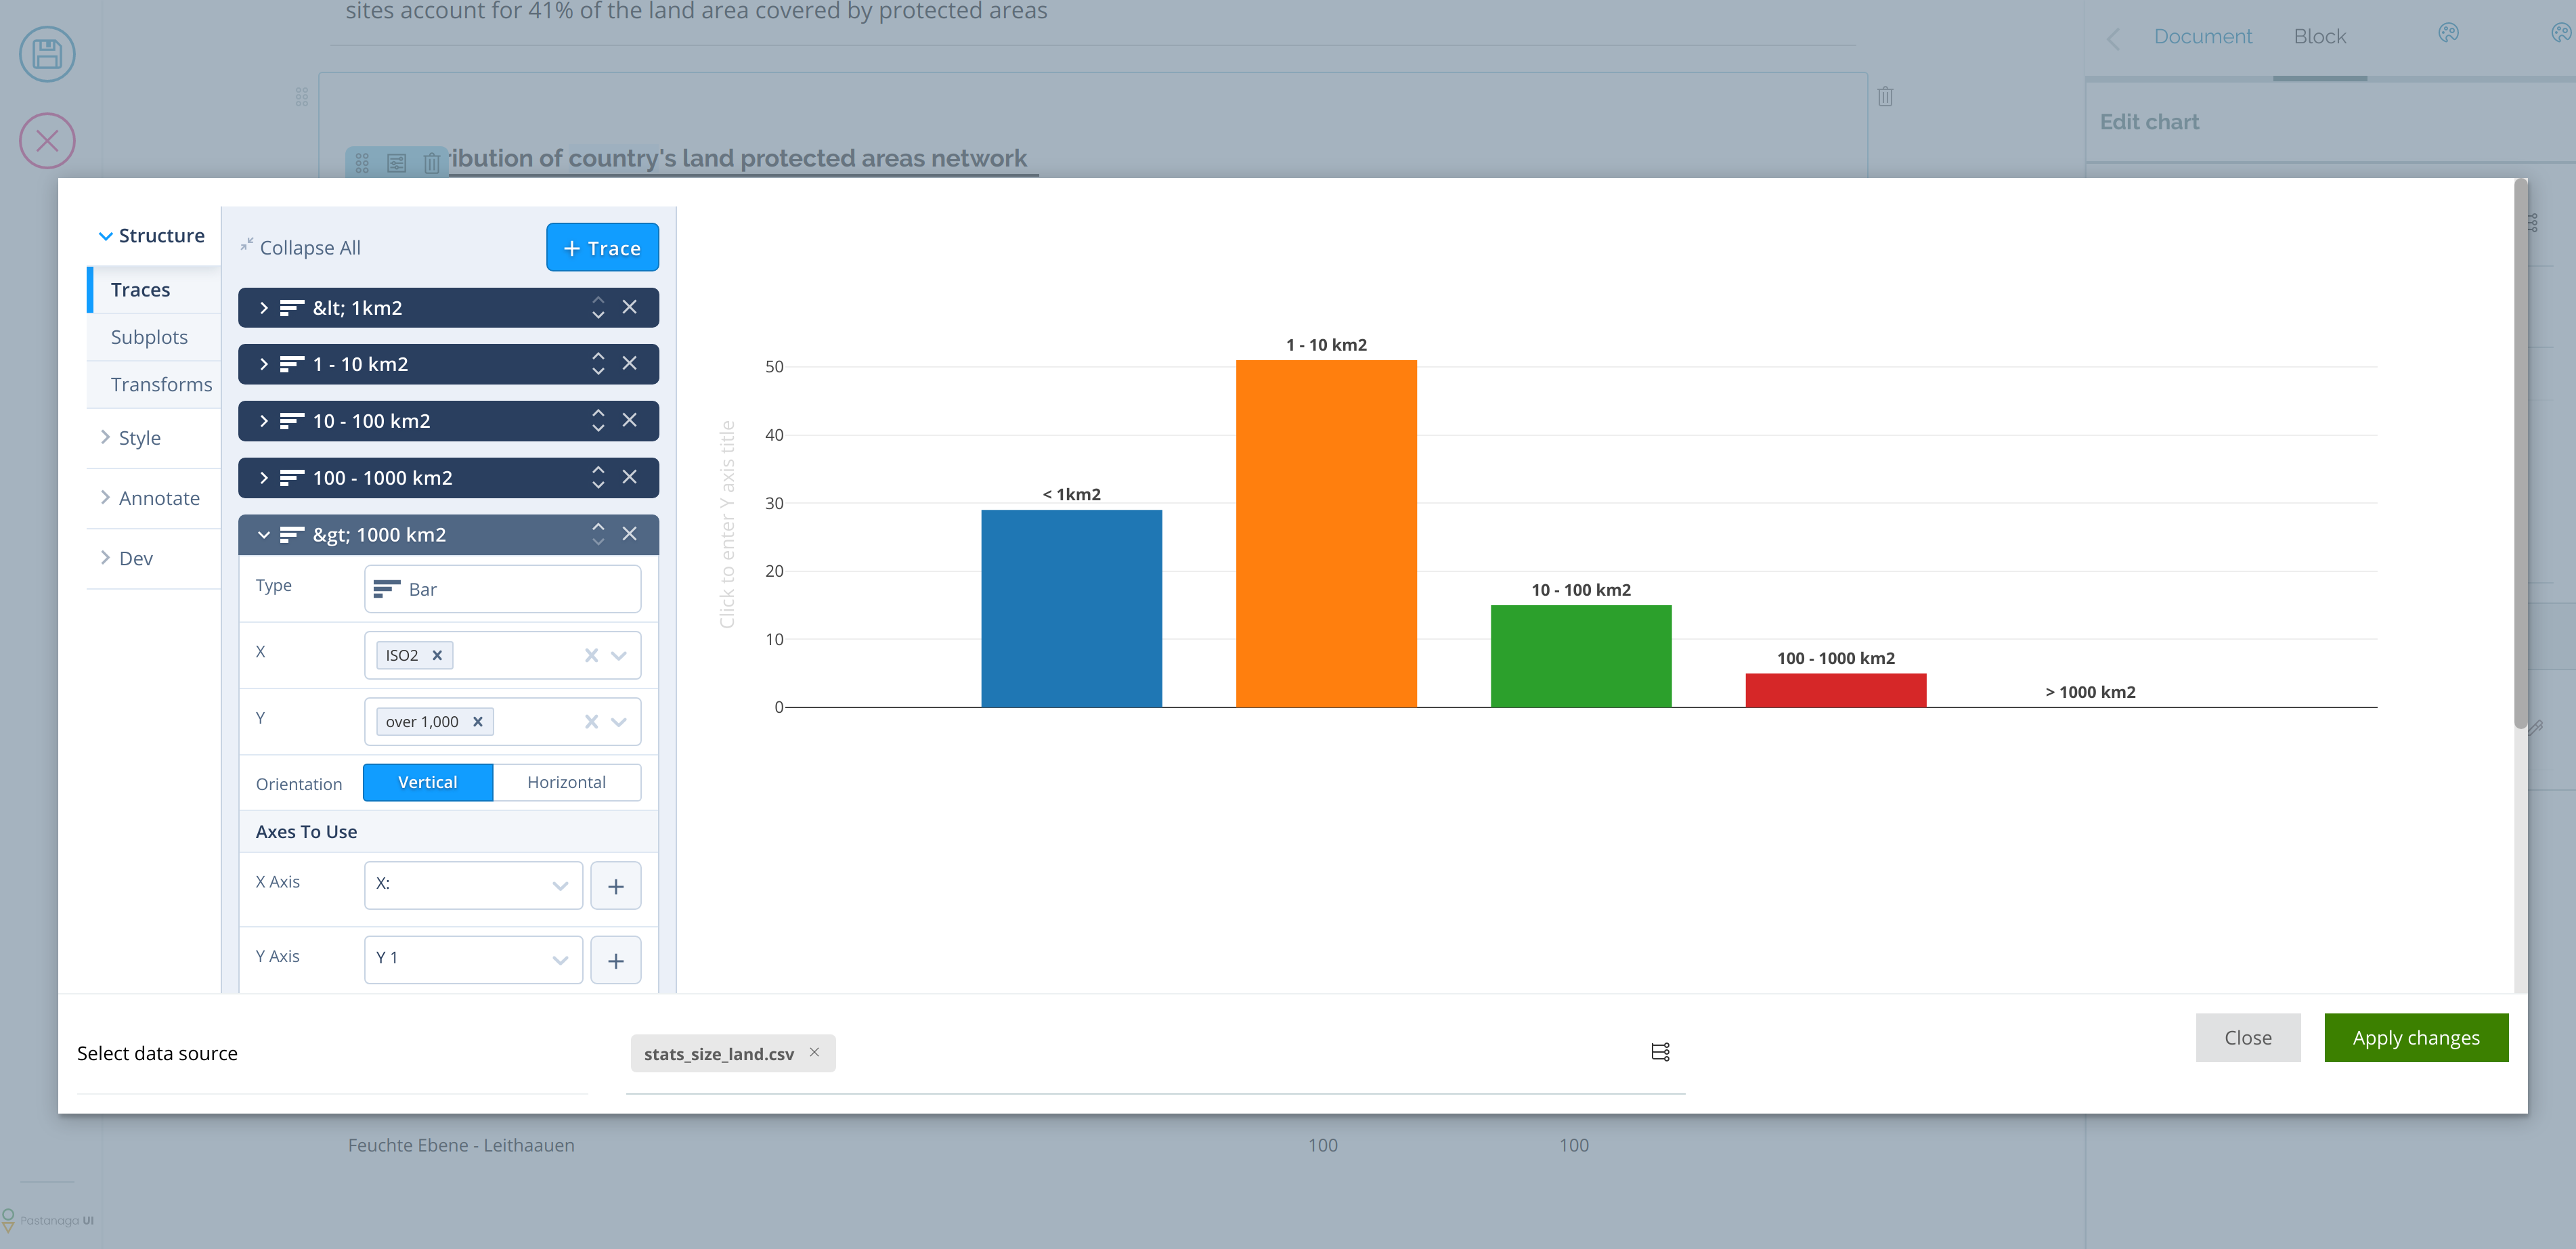 sites account for 41% of the land area covered by protected areas
Document
Block
Edit chart
ribution of country's land protected areas network
Structure
Traces
Subplots
Transforms
Style
Annotate
Dev
Collapse All
+ Trace
&lt; 1km2
1 - 10 km2
10 - 100 km2
100 - 1000 km2
&gt; 1000 km2
Type
Bar
X
ISO2
Y
over 1,000
Orientation
Vertical
Horizontal
Axes To Use
X Axis
X:
Y Axis
Y 1
Click to enter Y axis title
50
40
30
20
10
0
< 1km2
1 - 10 km2
10 - 100 km2
100 - 1000 km2
> 1000 km2
Select data source
stats_size_land.csv
Close
Apply changes
Feuchte Ebene - Leithaauen
100
100
Pastanaga UI